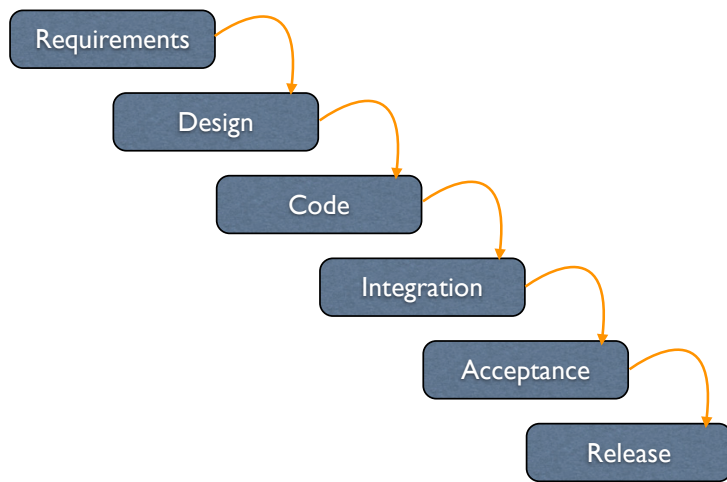 Requirements
Design
Code
Integration
Acceptance
Release